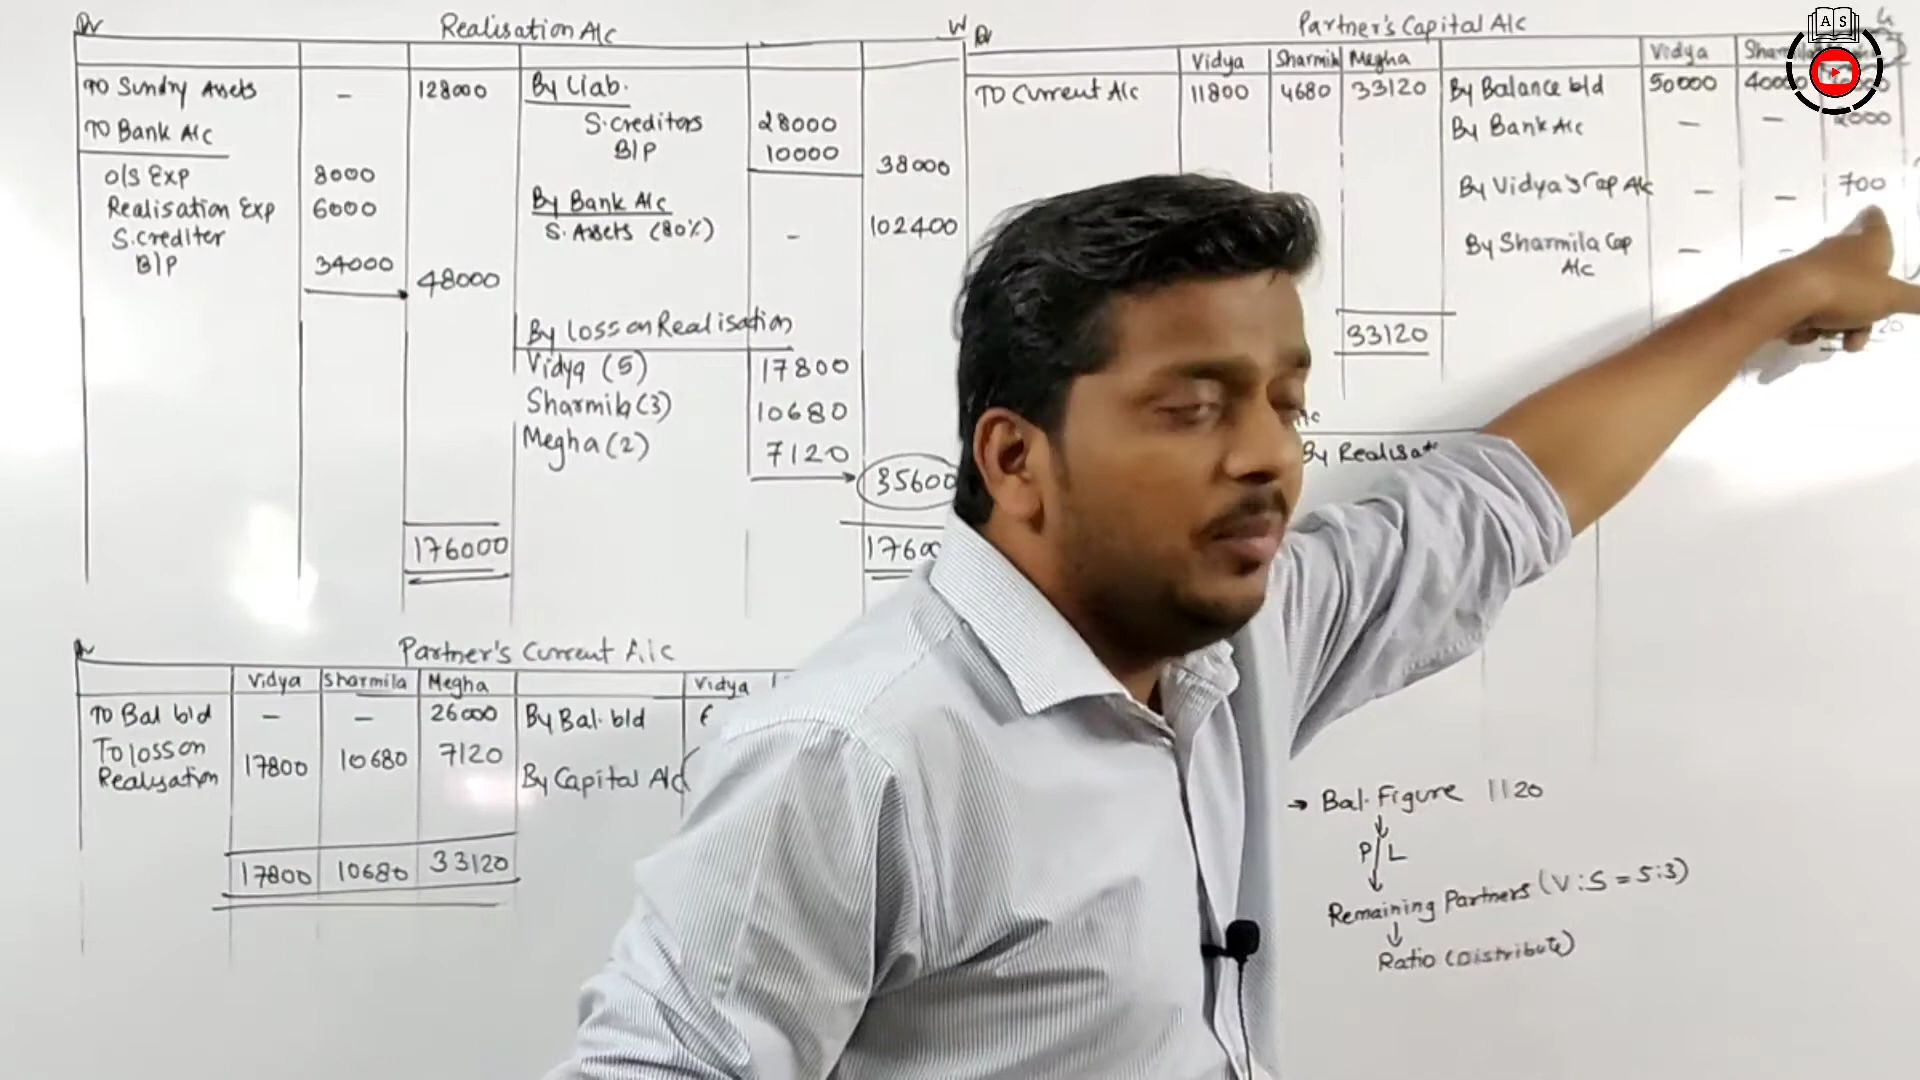 Dr Realisation A/c
To Sundry Assets - 128000 By Liab.
S. creditors 28000
To Bank A/c B/P 10000 38000
O/s Exp 8000
Realisation Exp 6000 By Bank A/c
S. crediter S. Assets (80%) - 102400
B/P 34000 48000
By loss on Realisation
Vidya (5) 17800
Sharmila (3) 10680
Megha (2) 7120
35600
176000
Dr Partner's Capital A/c
Vidya Megha Vidya
To Current A/c 11800 4680 33120 By Balance b/d 50000
By Bank A/c - -
By Vidya's Cap A/c - - 700
By Sharmila Cap A/c - -
33120
By
Partner's Current A/c
Vidya Sharmila Megha Vidya
To Bal b/d - - 26000 By Bal. b/d
To loss on
Realisation 17800 10680 7120 By Capital A/c
17800 10680 33120
→ Bal. Figure 1120
P/L
Remaining Partners (V:S = 5:3)
Ratio (Distribute)
A S